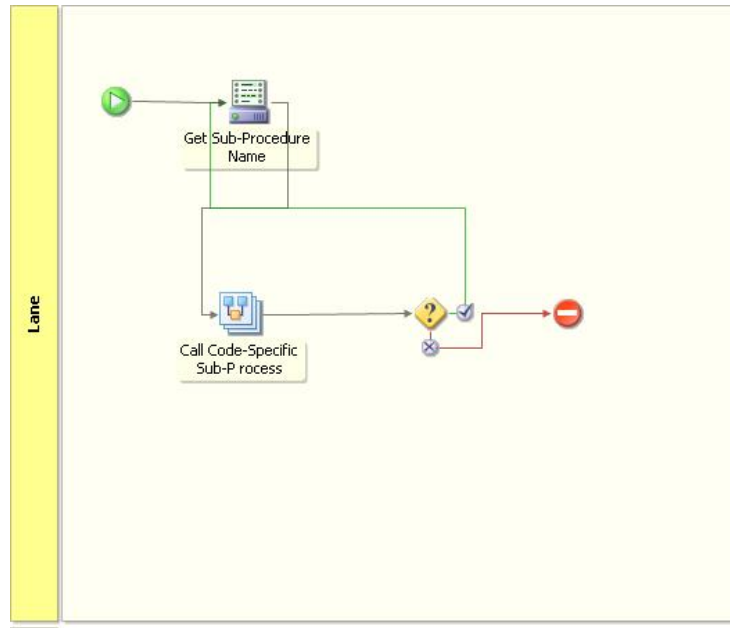 Get Sub-Procedure
Name
Lane
?
Call Code-Specific
Sub-P rocess